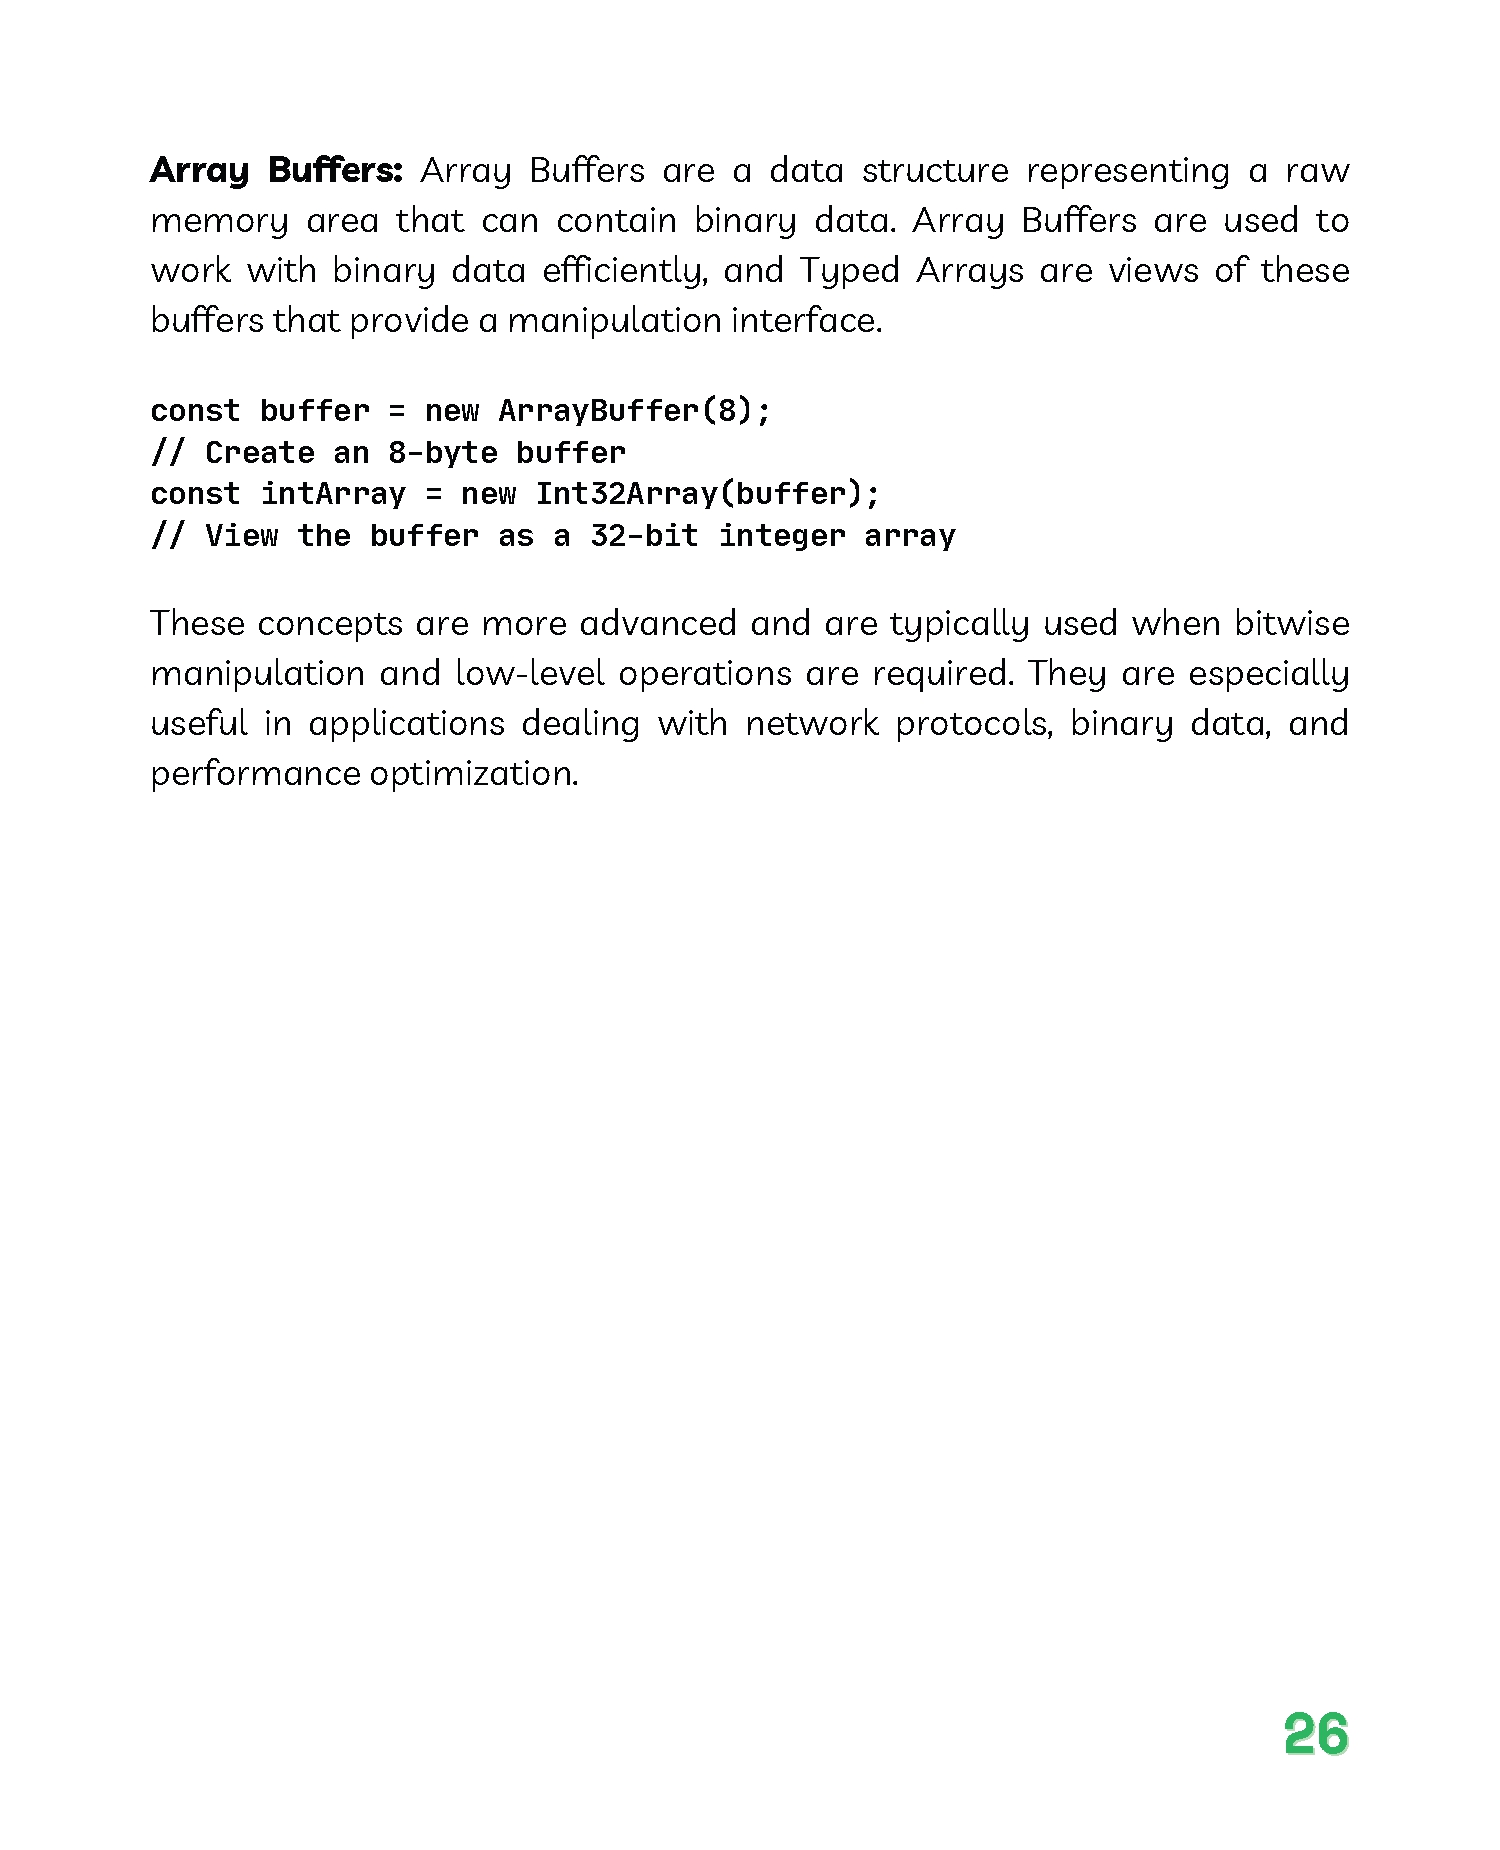 Array Buffers: Array Buffers are a data structure representing a raw
memory area that can contain binary data. Array Buffers are used to
work with binary data efficiently, and Typed Arrays are views of these
buffers that provide a manipulation interface.
const buffer = new ArrayBuffer(8);
// Create an 8-byte buffer
const intArray = new Int32Array(buffer);
// View the buffer as a 32-bit integer array
These concepts are more advanced and are typically used when bitwise
manipulation and low-level operations are required. They are especially
useful in applications dealing with network protocols, binary data, and
performance optimization.
26